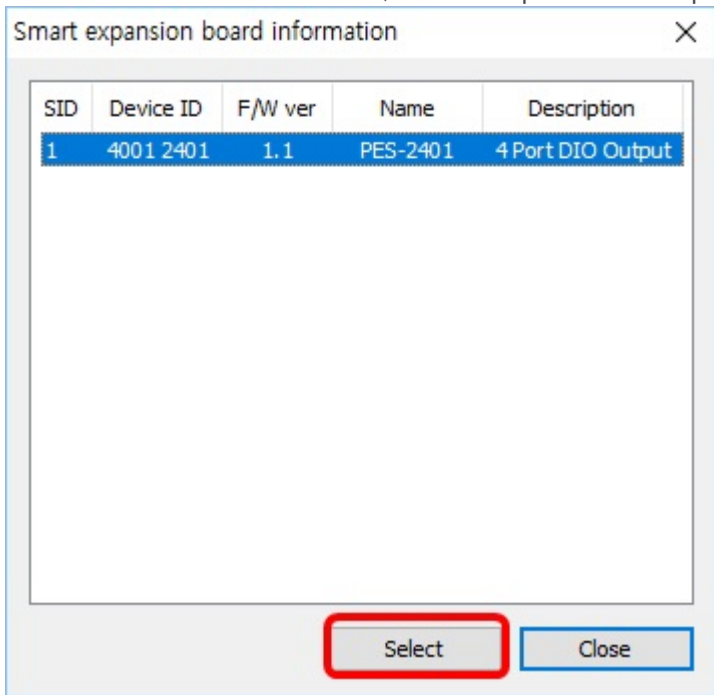 Smart expansion board information
SID Device ID F/W ver Name Description
1 4001 2401 1.1 PES-2401 4 Port DIO Output
Select Close